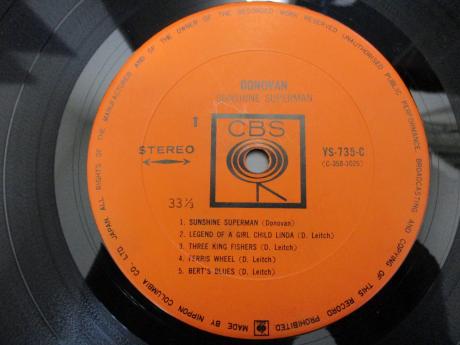 DONOVAN
SUNSHINE SUPERMAN
1
STEREO
CBS
YS-735-C
(C-350-3025)
33⅓
1. SUNSHINE SUPERMAN (Donovan)
2. LEGEND OF A GIRL CHILD LINDA (D. Leitch)
3. THREE KING FISHERS (D. Leitch)
4. FERRIS WHEEL (D. Leitch)
5. BERT'S BLUES (D. Leitch)
MADE BY NIPPON COLUMBIA CO., LTD. JAPAN. ALL RIGHTS OF THE MANUFACTURER AND OF THE OWNER OF THE RECORDED WORK RESERVED UNAUTHORISED PUBLIC PERFORMANCE, BROADCASTING AND COPYING OF THIS RECORD PROHIBITED